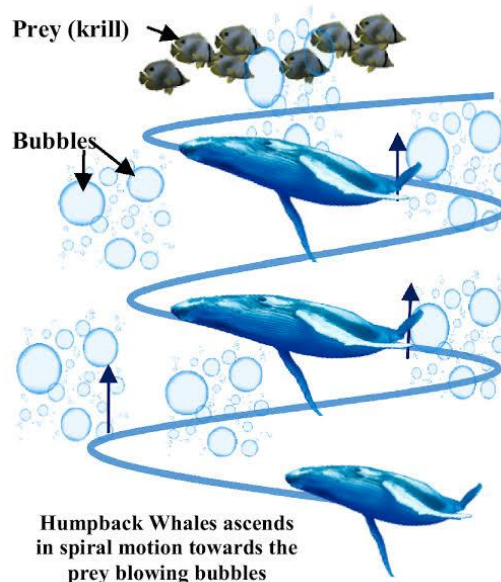 Prey (krill)
Bubbles
Humpback Whales ascends
in spiral motion towards the
prey blowing bubbles